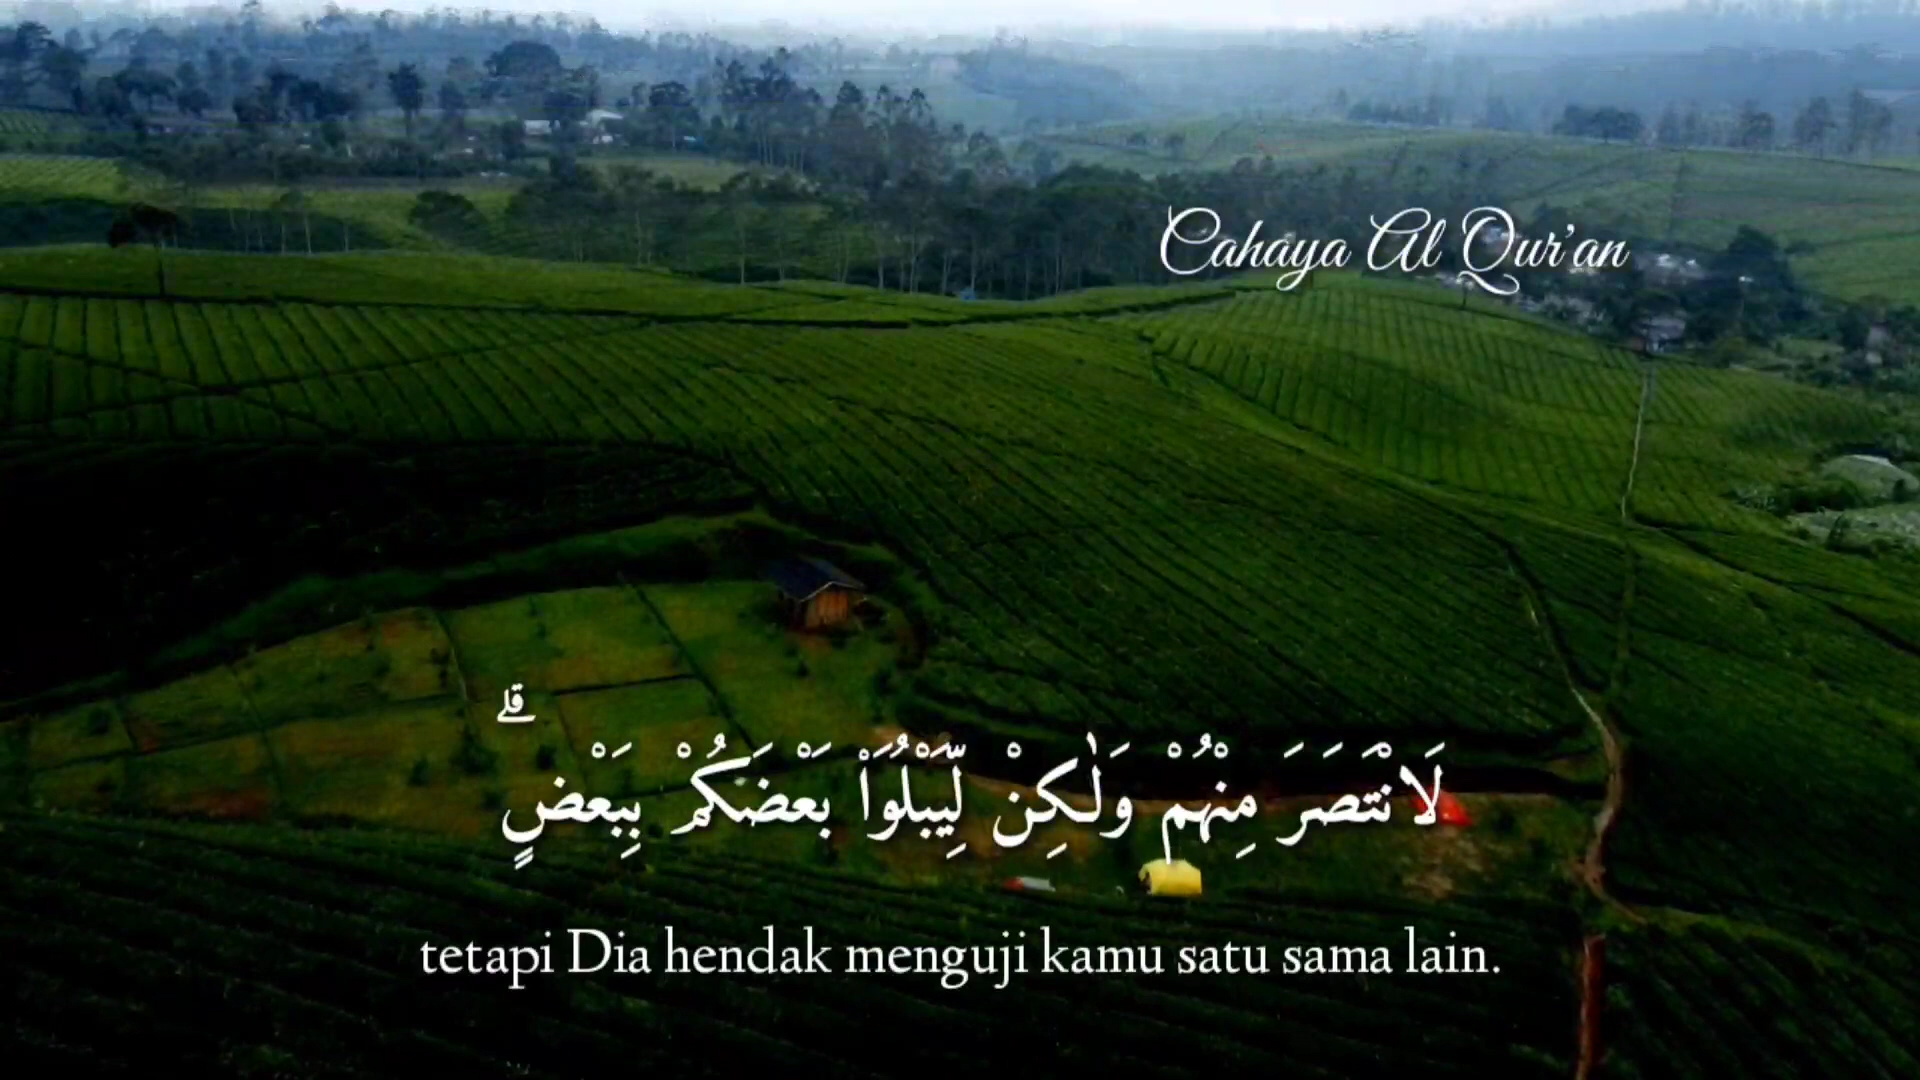 Cahaya Al Qur'an
لَانْتَصَرَ مِنْهُمْ وَلٰكِنْ لِّيَبْلُوَا۟ بَعْضَكُمْ بِبَعْضٍ ۗ
tetapi Dia hendak menguji kamu satu sama lain.